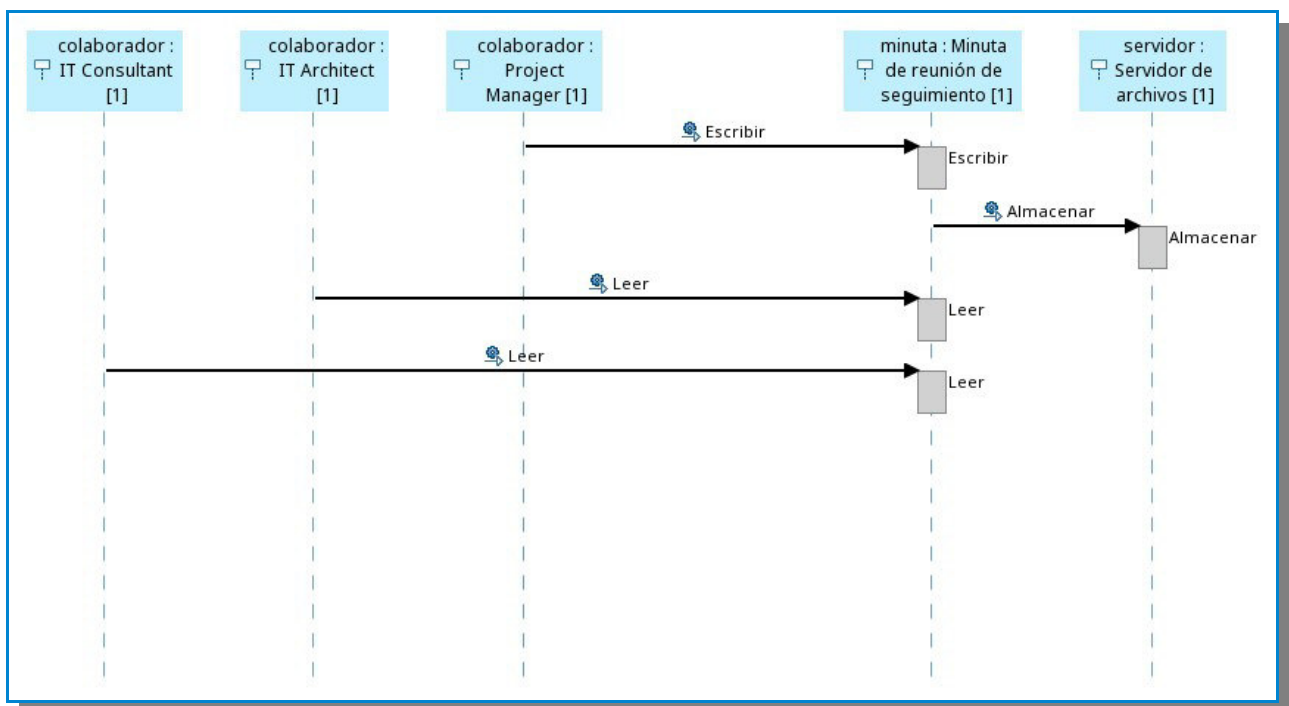 colaborador :
IT Consultant
[1]
colaborador :
IT Architect
[1]
colaborador :
Project
Manager [1]
minuta : Minuta
de reunión de
seguimiento [1]
servidor :
Servidor de
archivos [1]
Escribir
Escribir
Almacenar
Almacenar
Leer
Leer
Leer
Leer